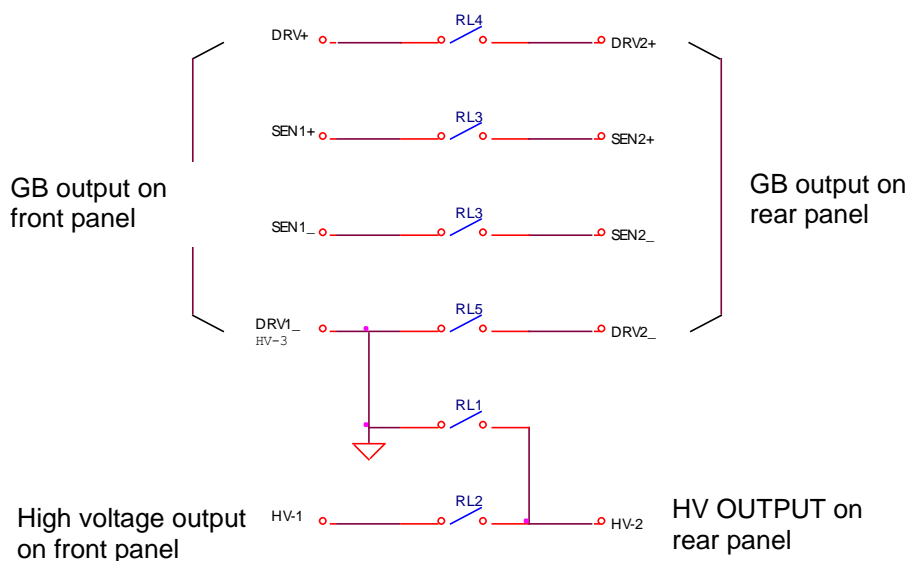 RL4
DRV+
DRV2+
RL3
SEN1+
SEN2+
GB output on
front panel
GB output on
rear panel
RL3
SEN1_
SEN2_
RL5
DRV1_
HV-3
DRV2_
RL1
RL2
High voltage output
on front panel
HV-1
HV-2
HV OUTPUT on
rear panel